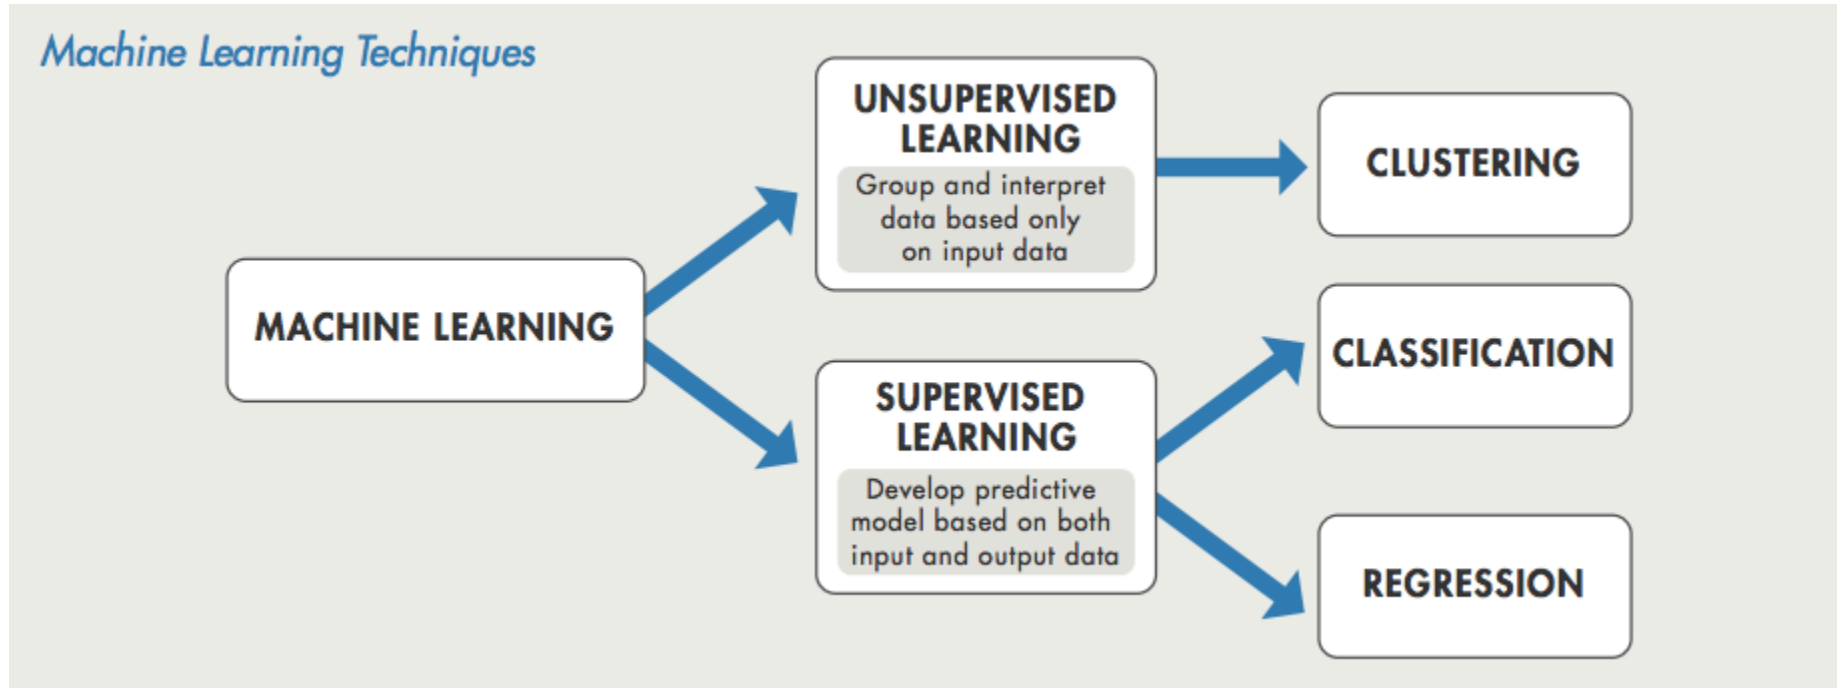 Machine Learning Techniques
UNSUPERVISED
LEARNING
Group and interpret
data based only
on input data
CLUSTERING
MACHINE LEARNING
SUPERVISED
LEARNING
Develop predictive
model based on both
input and output data
CLASSIFICATION
REGRESSION